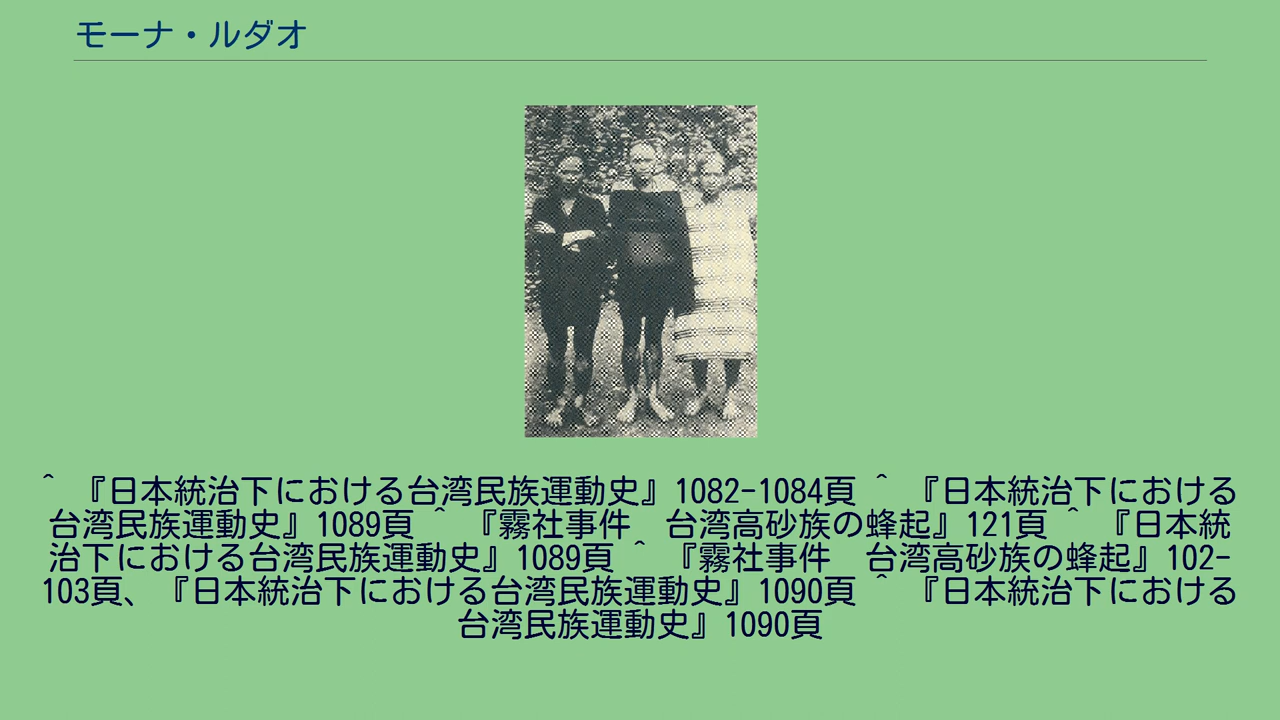 モーナ・ルダオ
^ 『日本統治下における台湾民族運動史』1082-1084頁 ^ 『日本統治下における
台湾民族運動史』1089頁 ^ 『霧社事件　台湾高砂族の蜂起』121頁 ^ 『日本統
治下における台湾民族運動史』1089頁 ^ 『霧社事件　台湾高砂族の蜂起』102-
103頁、『日本統治下における台湾民族運動史』1090頁 ^ 『日本統治下における
台湾民族運動史』1090頁